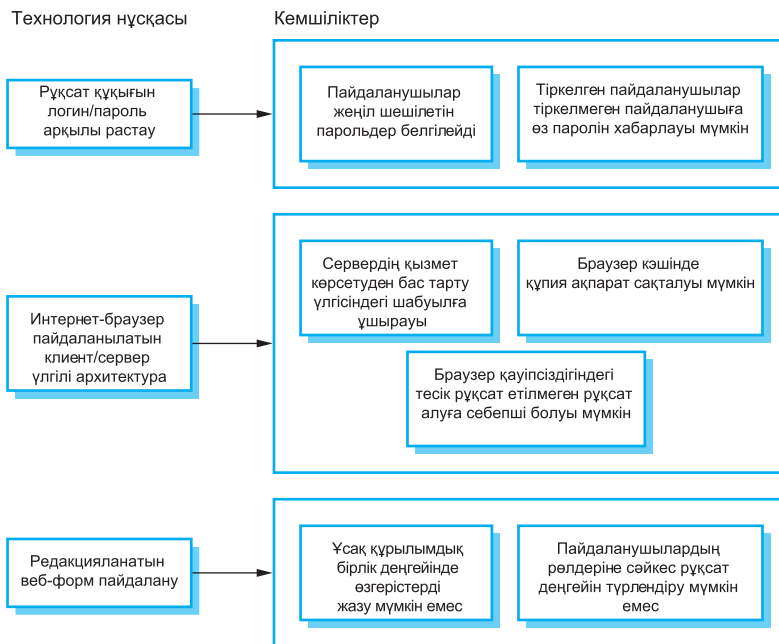 Технология нұсқасы
Кемшіліктер
Рұқсат құқығын
логин/пароль
арқылы растау
Пайдаланушылар
жеңіл шешілетін
парольдер белгілейді
Тіркелген пайдаланушылар
тіркелмеген пайдаланушыға
өз паролін хабарлауы мүмкін
Интернет-браузер
пайдаланылатын
клиент/сервер
үлгілі архитектура
Сервердің қызмет
көрсетуден бас тарту
үлгісіндегі шабуылға
ұшырауы
Браузер кэшінде
құпия ақпарат сақталуы мүмкін
Браузер қауіпсіздігіндегі
тесік рұқсат етілмеген рұқсат
алуға себепші болуы мүмкін
Редакцияланатын
веб-форм пайдалану
Ұсақ құрылымдық
бірлік деңгейінде
өзгерістерді
жазу мүмкін емес
Пайдаланушылардың
рөлдеріне сәйкес рұқсат
деңгейін түрлендіру мүмкін
емес